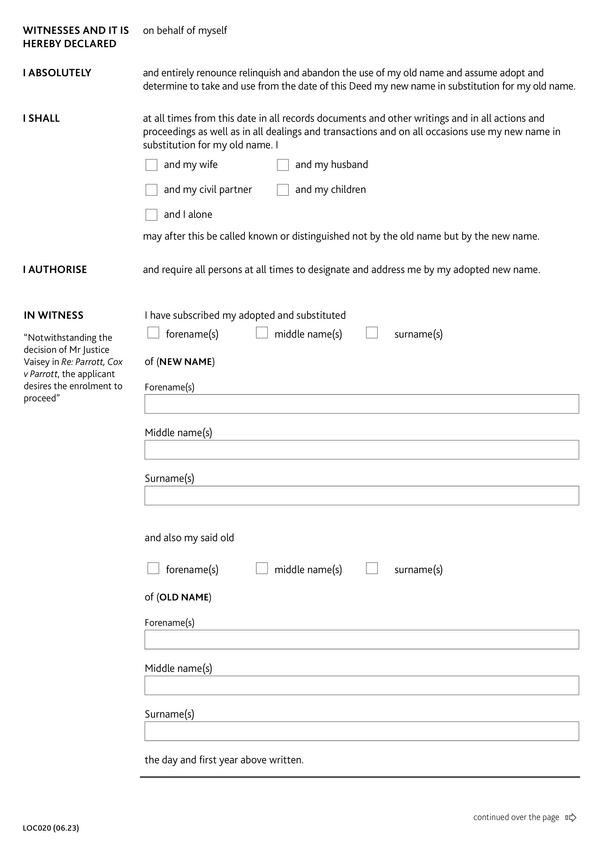 WITNESSES AND IT IS HEREBY DECLARED
on behalf of myself
I ABSOLUTELY
and entirely renounce relinquish and abandon the use of my old name and assume adopt and
determine to take and use from the date of this Deed my new name in substitution for my old name.
I SHALL
at all times from this date in all records documents and other writings and in all actions and
proceedings as well as in all dealings and transactions and on all occasions use my new name in
substitution for my old name. I
and my wife
and my husband
and my civil partner
and my children
and I alone
may after this be called known or distinguished not by the old name but by the new name.
I AUTHORISE
and require all persons at all times to designate and address me by my adopted new name.
IN WITNESS
"Notwithstanding the
decision of Mr Justice
Vaisey in Re: Parrott, Cox
v Parrott, the applicant
desires the enrolment to
proceed"
I have subscribed my adopted and substituted
forename(s)
middle name(s)
surname(s)
of (NEW NAME)
Forename(s)
Middle name(s)
Surname(s)
and also my said old
forename(s)
middle name(s)
surname(s)
of (OLD NAME)
Forename(s)
Middle name(s)
Surname(s)
the day and first year above written.
continued over the page
LOC020 (06.23)